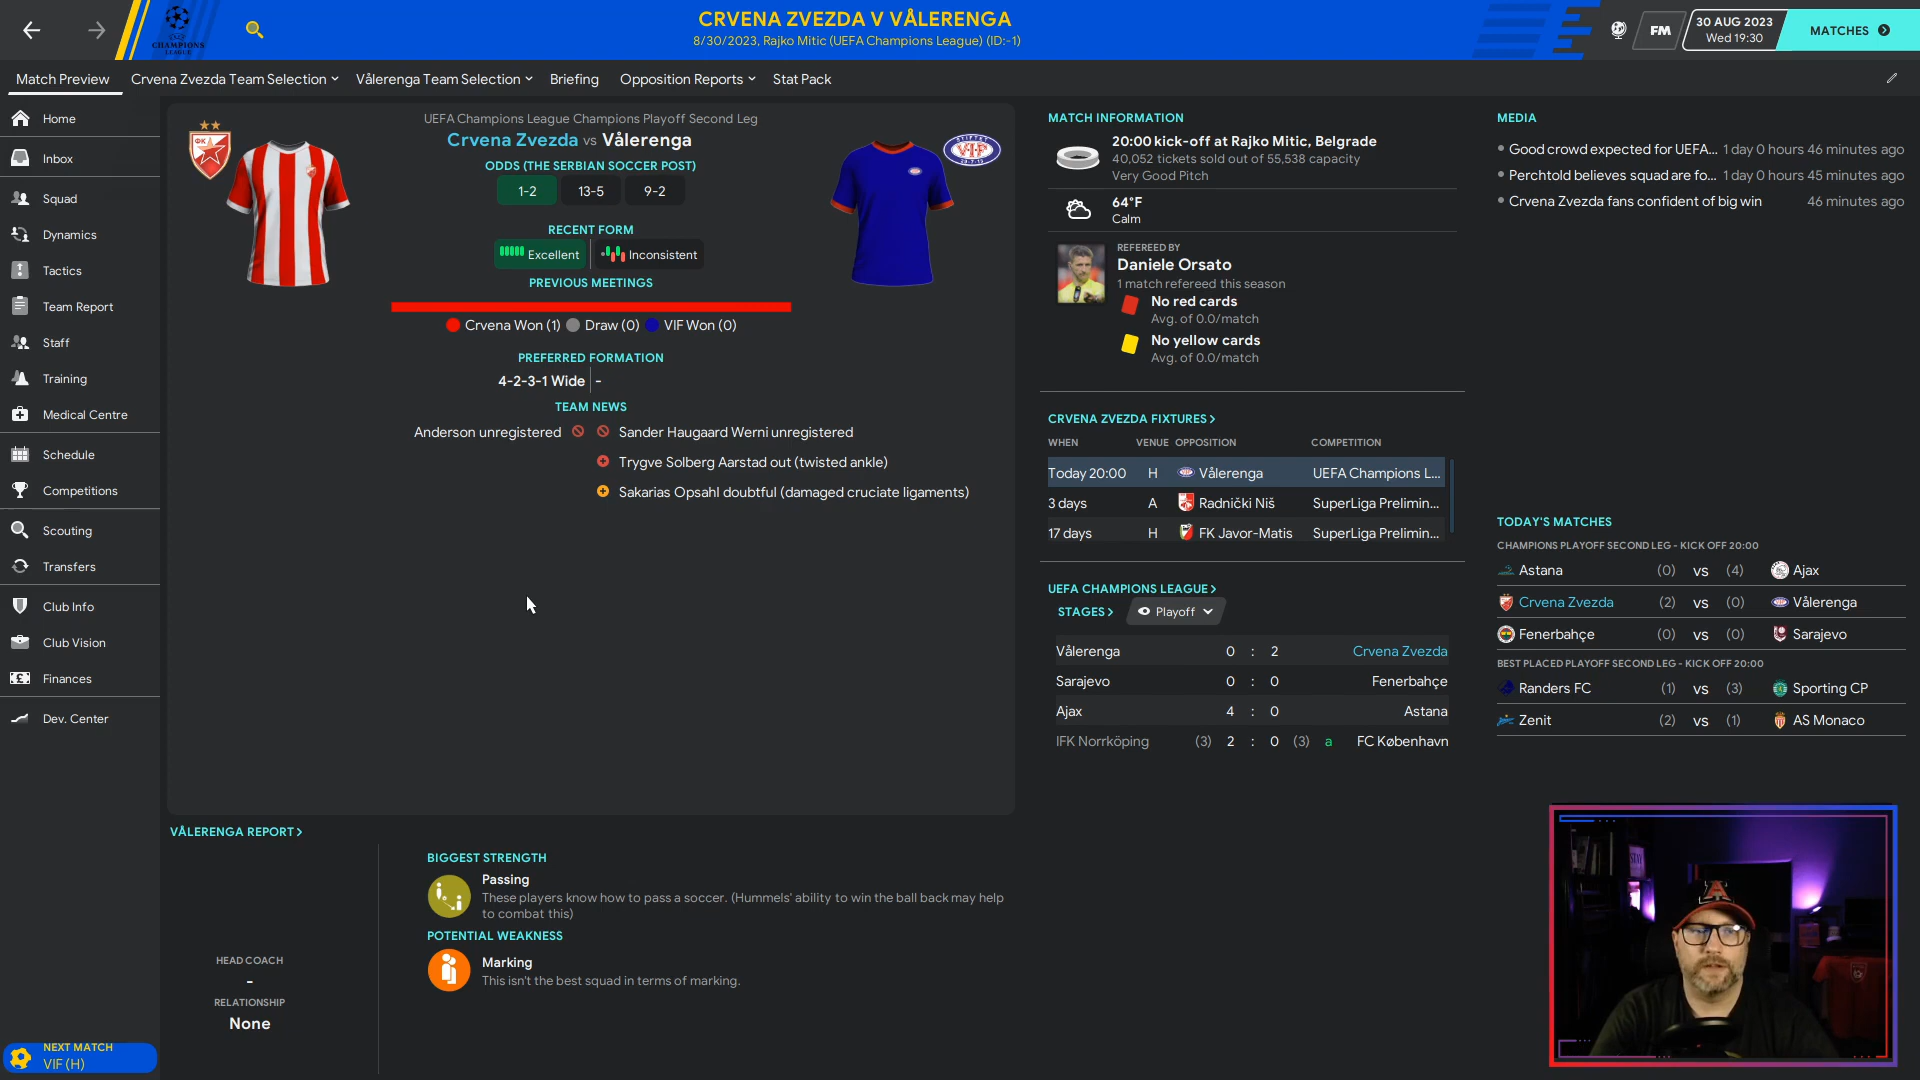 UEFA CHAMPIONS LEAGUE
CRVENA ZVEZDA V VÅLERENGA
8/30/2023, Rajko Mitic (UEFA Champions League) (ID:-1)
FM
30 AUG 2023
Wed 19:30
MATCHES
Match Preview
Crvena Zvezda Team Selection
Vålerenga Team Selection
Briefing
Opposition Reports
Stat Pack
Home
Inbox
Squad
Dynamics
Tactics
Team Report
Staff
Training
Medical Centre
Schedule
Competitions
Scouting
Transfers
Club Info
Club Vision
Finances
Dev. Center
NEXT MATCH
VIF (H)
UEFA Champions League Champions Playoff Second Leg
Crvena Zvezda vs Vålerenga
ODDS (THE SERBIAN SOCCER POST)
1-2 13-5 9-2
RECENT FORM
Excellent Inconsistent
PREVIOUS MEETINGS
Crvena Won (1) Draw (0) VIF Won (0)
PREFERRED FORMATION
4-2-3-1 Wide -
TEAM NEWS
Anderson unregistered Sander Haugaard Werni unregistered
Trygve Solberg Aarstad out (twisted ankle)
Sakarias Opsahl doubtful (damaged cruciate ligaments)
VÅLERENGA REPORT
HEAD COACH
-
RELATIONSHIP
None
BIGGEST STRENGTH
Passing
These players know how to pass a soccer. (Hummels' ability to win the ball back may help
to combat this)
POTENTIAL WEAKNESS
Marking
This isn't the best squad in terms of marking.
MATCH INFORMATION
20:00 kick-off at Rajko Mitic, Belgrade
40,052 tickets sold out of 55,538 capacity
Very Good Pitch
64°F
Calm
REFEREED BY
Daniele Orsato
1 match refereed this season
No red cards
Avg. of 0.0/match
No yellow cards
Avg. of 0.0/match
CRVENA ZVEZDA FIXTURES
WHEN VENUE OPPOSITION COMPETITION
Today 20:00 H Vålerenga UEFA Champions L...
3 days A Radnički Niš SuperLiga Prelimin...
17 days H FK Javor-Matis SuperLiga Prelimin...
UEFA CHAMPIONS LEAGUE
STAGES Playoff
Vålerenga 0 : 2 Crvena Zvezda
Sarajevo 0 : 0 Fenerbahçe
Ajax 4 : 0 Astana
IFK Norrköping (3) 2 : 0 (3) a FC København
MEDIA
Good crowd expected for UEFA... 1 day 0 hours 46 minutes ago
Perchtold believes squad are fo... 1 day 0 hours 45 minutes ago
Crvena Zvezda fans confident of big win 46 minutes ago
TODAY'S MATCHES
CHAMPIONS PLAYOFF SECOND LEG - KICK OFF 20:00
Astana (0) vs (4) Ajax
Crvena Zvezda (2) vs (0) Vålerenga
Fenerbahçe (0) vs (0) Sarajevo
BEST PLACED PLAYOFF SECOND LEG - KICK OFF 20:00
Randers FC (1) vs (3) Sporting CP
Zenit (2) vs (1) AS Monaco